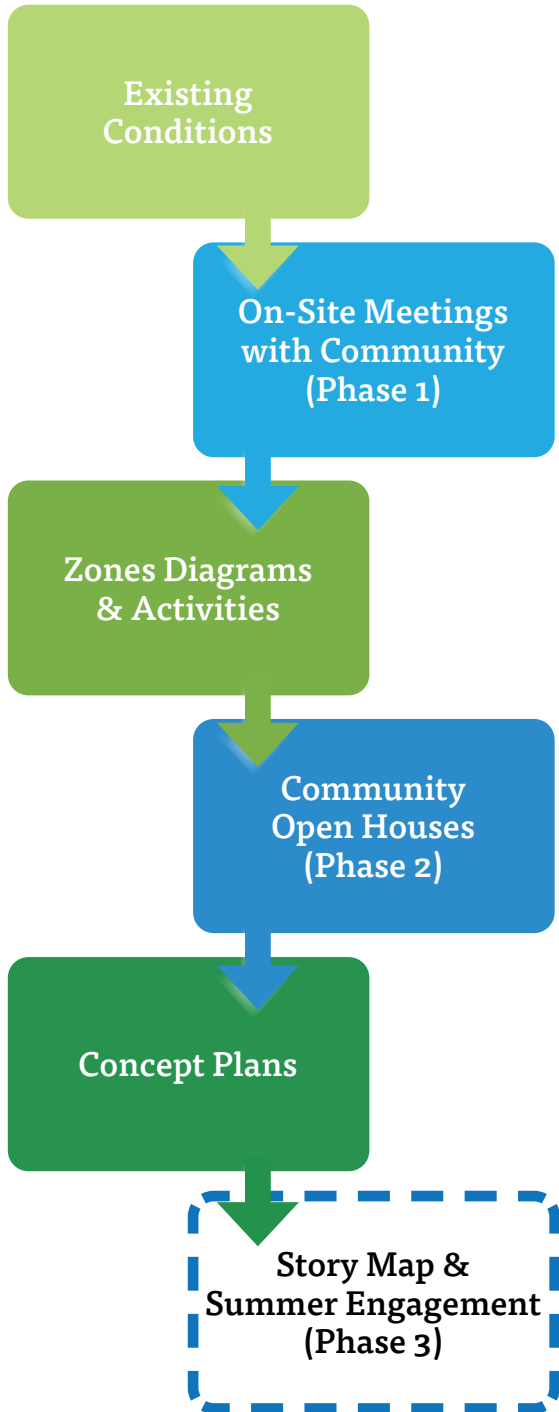 Existing
Conditions
On-Site Meetings
with Community
(Phase 1)
Zones Diagrams
& Activities
Community
Open Houses
(Phase 2)
Concept Plans
Story Map &
Summer Engagement
(Phase 3)